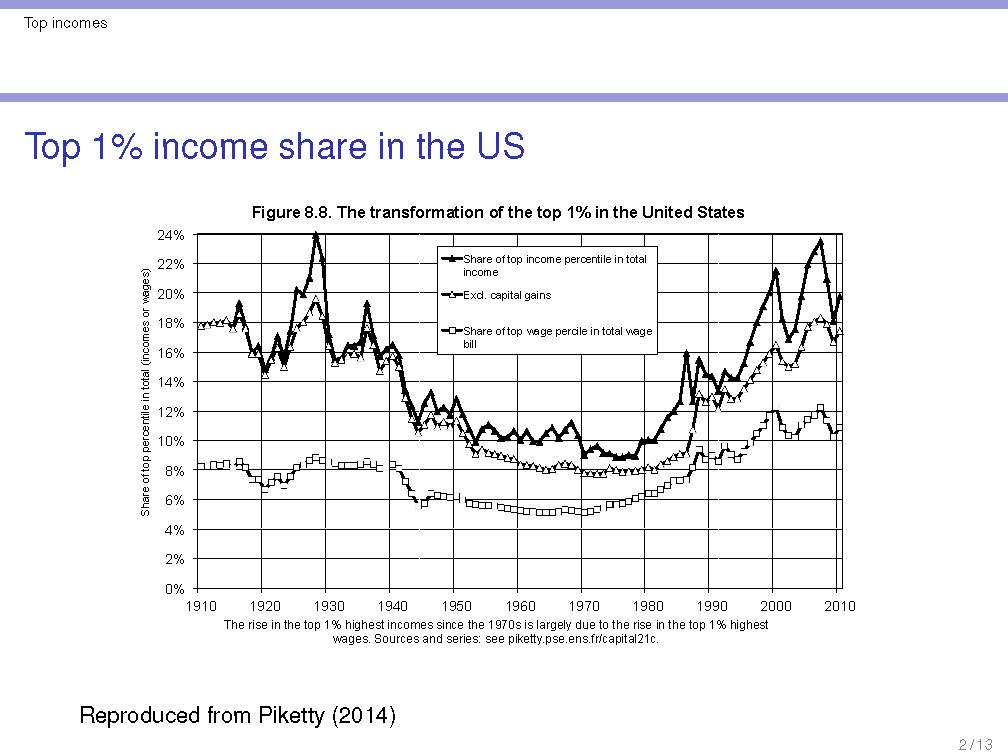 Top incomes
Top 1% income share in the US
Figure 8.8. The transformation of the top 1% in the United States
24%
22%
20%
18%
16%
14%
12%
10%
8%
6%
4%
2%
0%
Share of top percentile in total (incomes or wages)
Share of top income percentile in total
income
Excl. capital gains
Share of top wage percile in total wage
bill
1910 1920 1930 1940 1950 1960 1970 1980 1990 2000 2010
The rise in the top 1% highest incomes since the 1970s is largely due to the rise in the top 1% highest
wages. Sources and series: see piketty.pse.ens.fr/capital21c.
Reproduced from Piketty (2014)
2 / 13